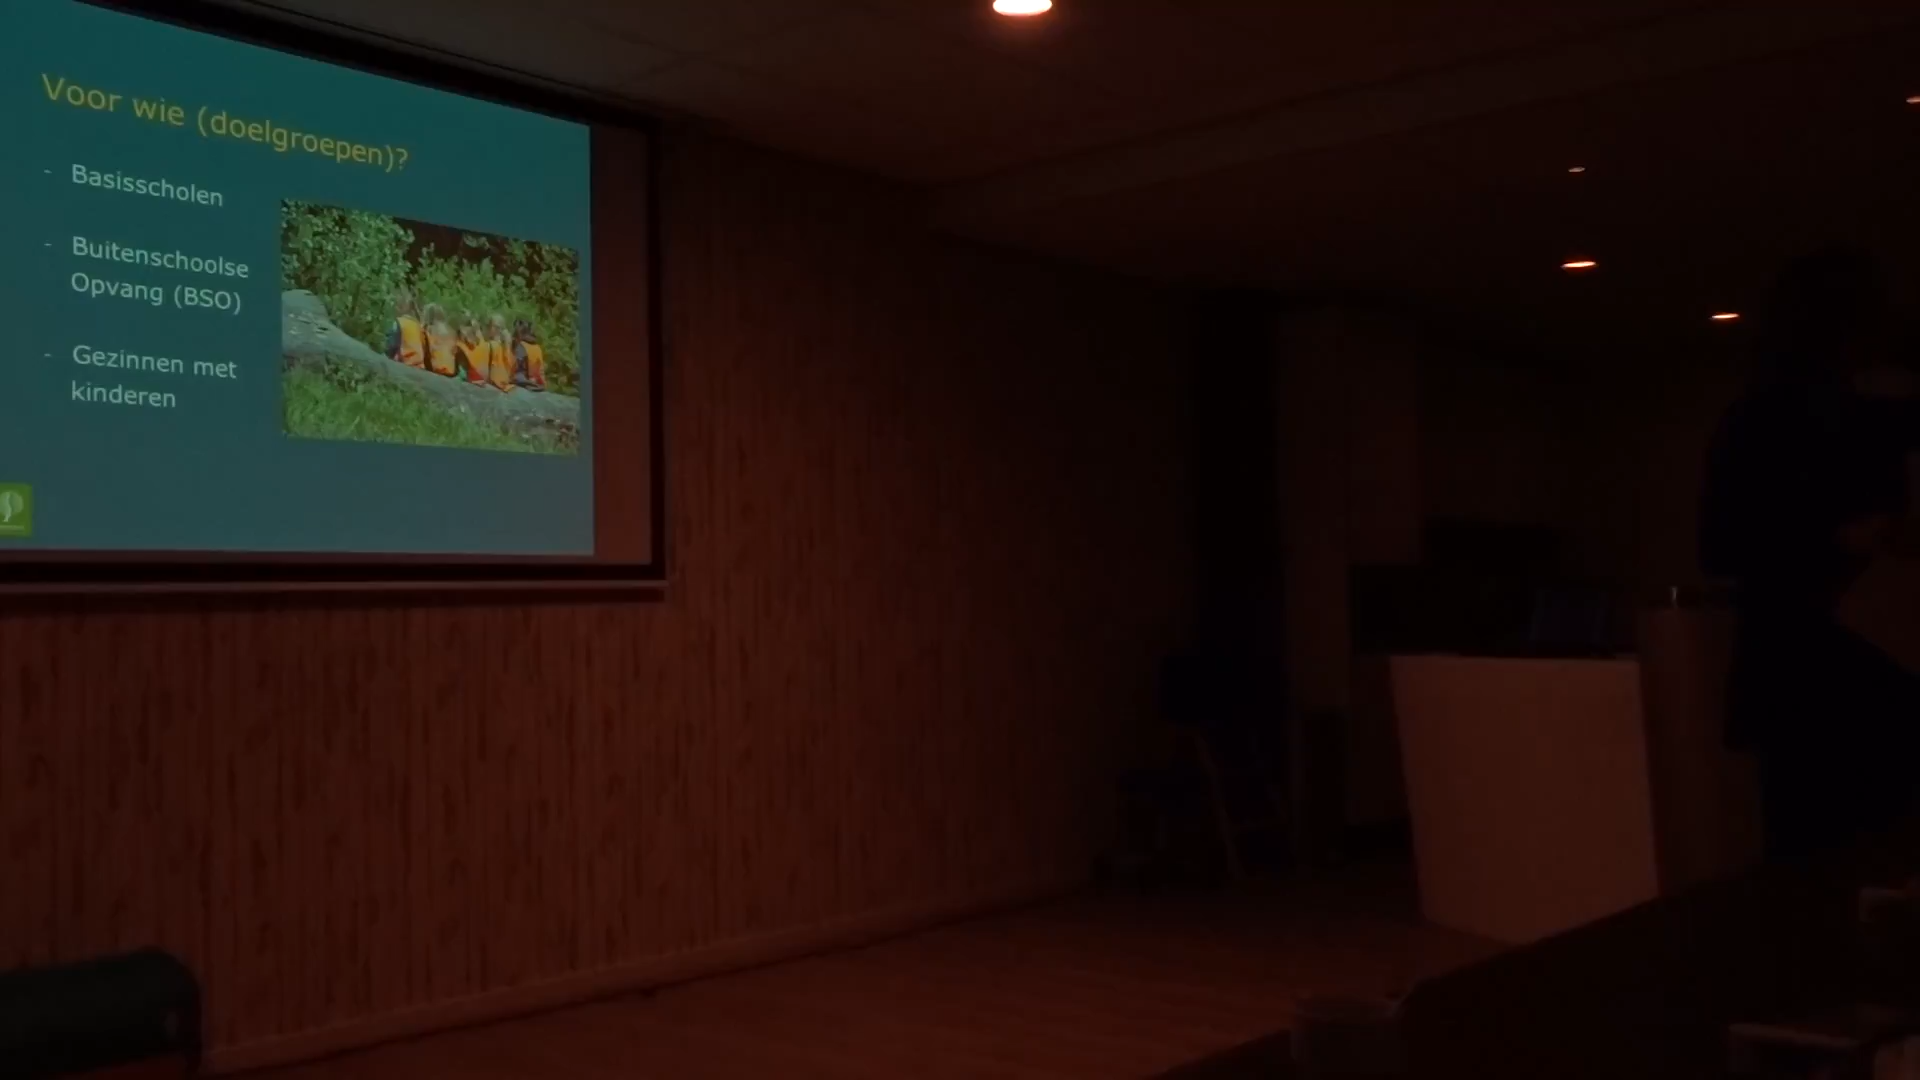 Voor wie (doelgroepen)?
- Basisscholen
- Buitenschoolse
Opvang (BSO)
- Gezinnen met
kinderen